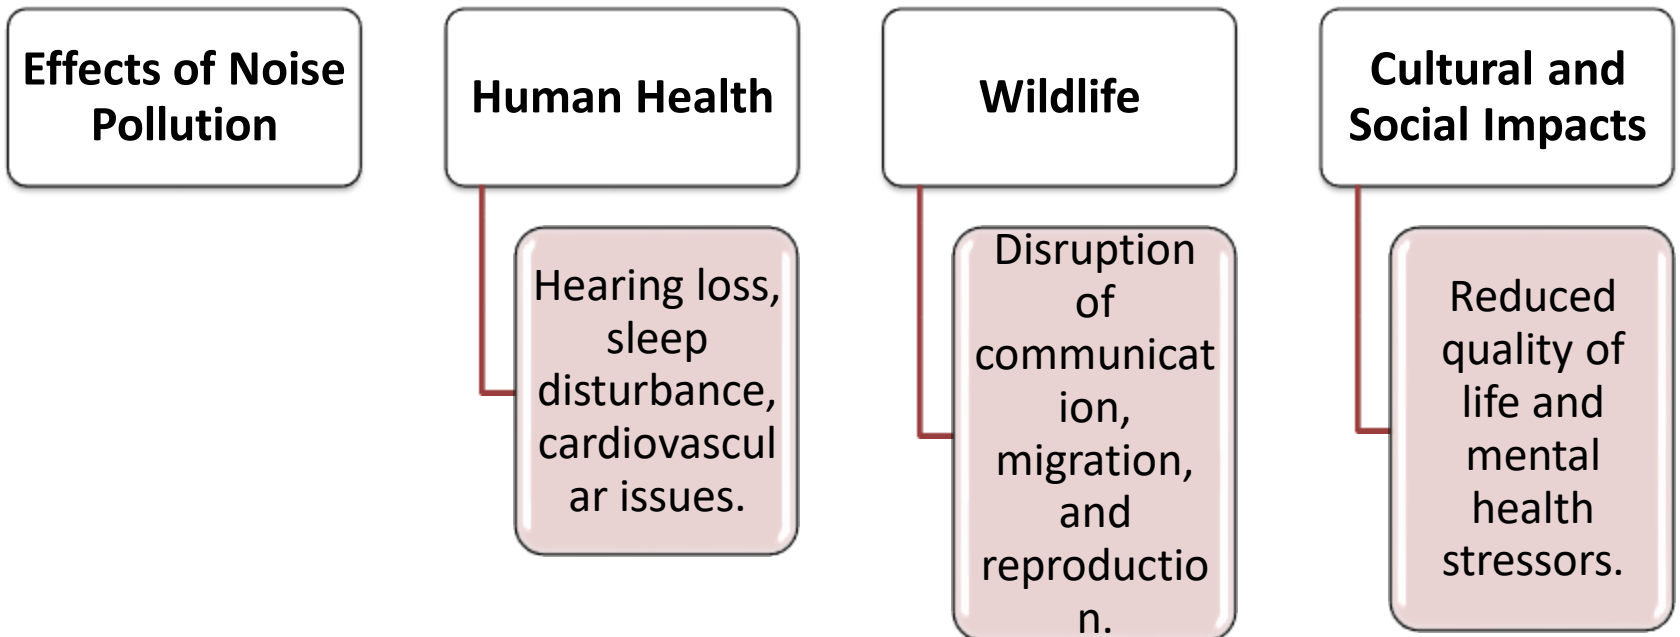 Effects of Noise
Pollution
Human Health
Hearing loss,
sleep
disturbance,
cardiovascul
ar issues.
Wildlife
Disruption
of
communicat
ion,
migration,
and
reproductio
n.
Cultural and
Social Impacts
Reduced
quality of
life and
mental
health
stressors.